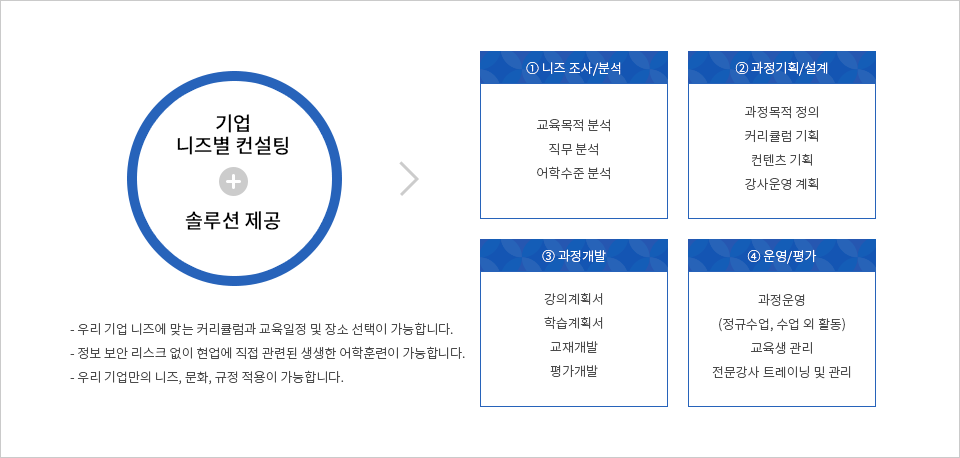 기업
니즈별 컨설팅
솔루션 제공
- 우리 기업 니즈에 맞는 커리큘럼과 교육일정 및 장소 선택이 가능합니다.
- 정보 보안 리스크 없이 현업에 직접 관련된 생생한 어학훈련이 가능합니다.
- 우리 기업만의 니즈, 문화, 규정 적용이 가능합니다.
① 니즈 조사/분석
교육목적 분석
직무 분석
어학수준 분석
② 과정기획/설계
과정목적 정의
커리큘럼 기획
컨텐츠 기획
강사운영 계획
③ 과정개발
강의계획서
학습계획서
교재개발
평가개발
④ 운영/평가
과정운영
(정규수업, 수업 외 활동)
교육생 관리
전문강사 트레이닝 및 관리